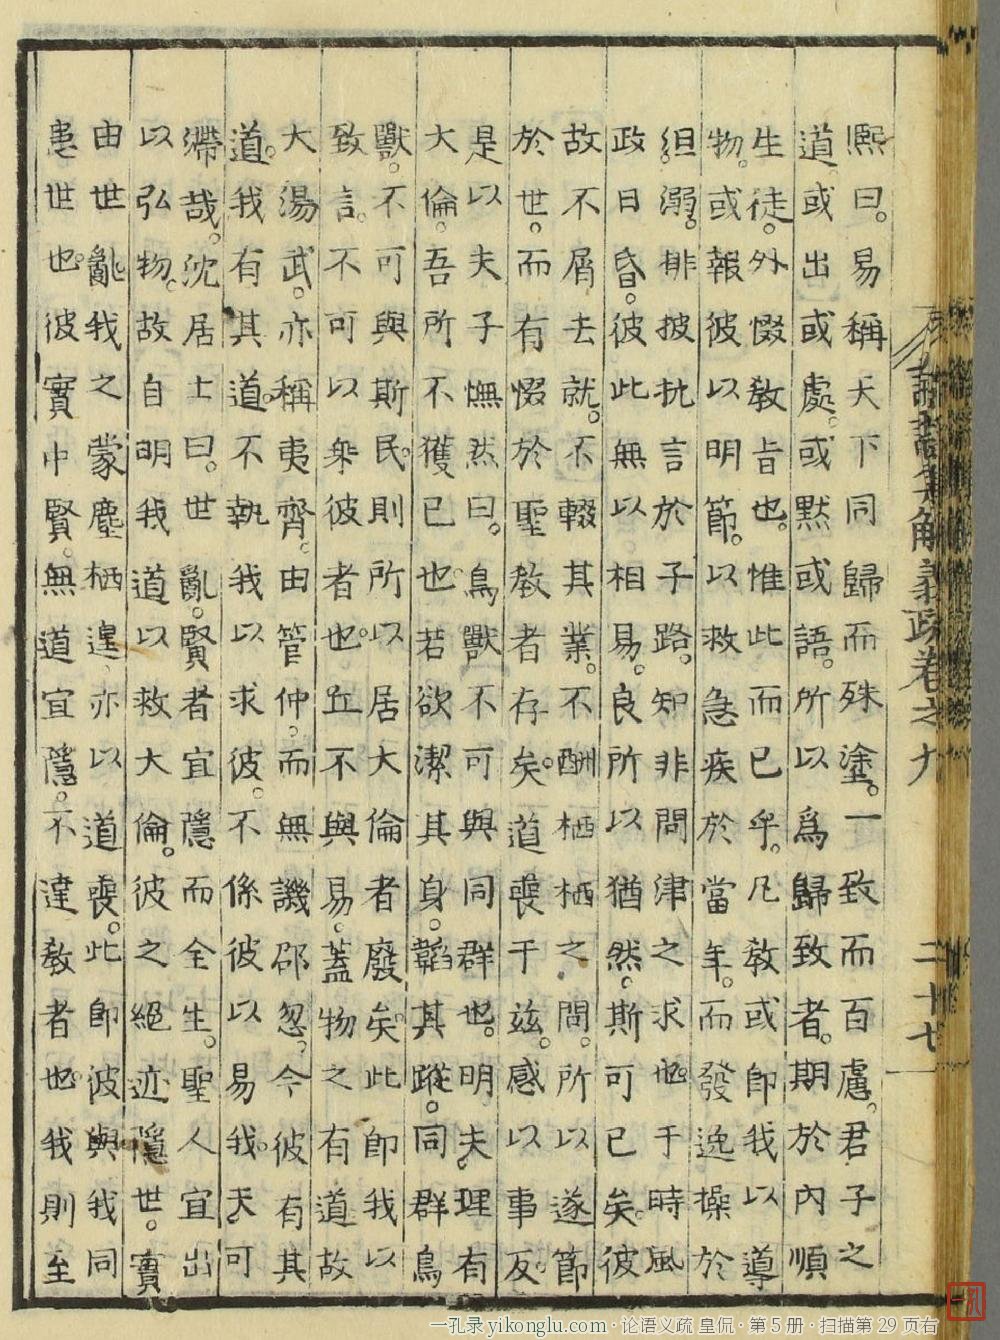 熈曰。易稱天下同歸而殊塗。一致而百慮。君子之
道。或出或處。或默或語。所以爲歸致者。期於內順
生徒。外惙敎旨也。惟此而已乎。凡敎或卽我以導
物。或報彼以明節。以救急疾於當年。而發逸操於
沮溺。排披抗言於子路。知非問津之求也。于時風
政日昏。彼此無以相易。良所以猶然。斯可已矣。彼
故不屑去就。不輟其業。不酬栖栖之問。所以遂節
於世。而有惙於聖敎者存矣。道喪于玆。感以事反。
是以夫子憮然曰。鳥獸不可與同群也。明夫理有
大倫。吾所不獲已也。若欲潔其身。韜其蹤。同群鳥
獸。不可與斯民。則所以居大倫者廢矣。此卽我以
致言。不可以乘彼者也。丘不與易。蓋物之有道。故
大湯武。亦稱夷齊。由管仲。而無譏邵忽。今彼有其
道。我有其道。不執我以求彼。不係彼以易我。夭可
滯哉。沈居士曰。世亂。賢者宜隱而全生。聖人宜出
以弘物。故自明我道以救大倫。彼之絕迹隱世。實
由世亂。我之蒙塵栖遑。亦以道喪。此卽彼與我同
患世也。彼實中賢。無道宜隱。不達敎者也。我則至
論語集解義疏卷之九 二十七
一孔录 yikonglu.com · 论语义疏 皇侃 · 第 5 册 · 扫描第 29 页右